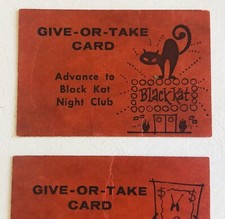 GIVE-OR-TAKE
CARD
Advance to
Black Kat
Night Club
Black Kat
GIVE-OR-TAKE
CARD